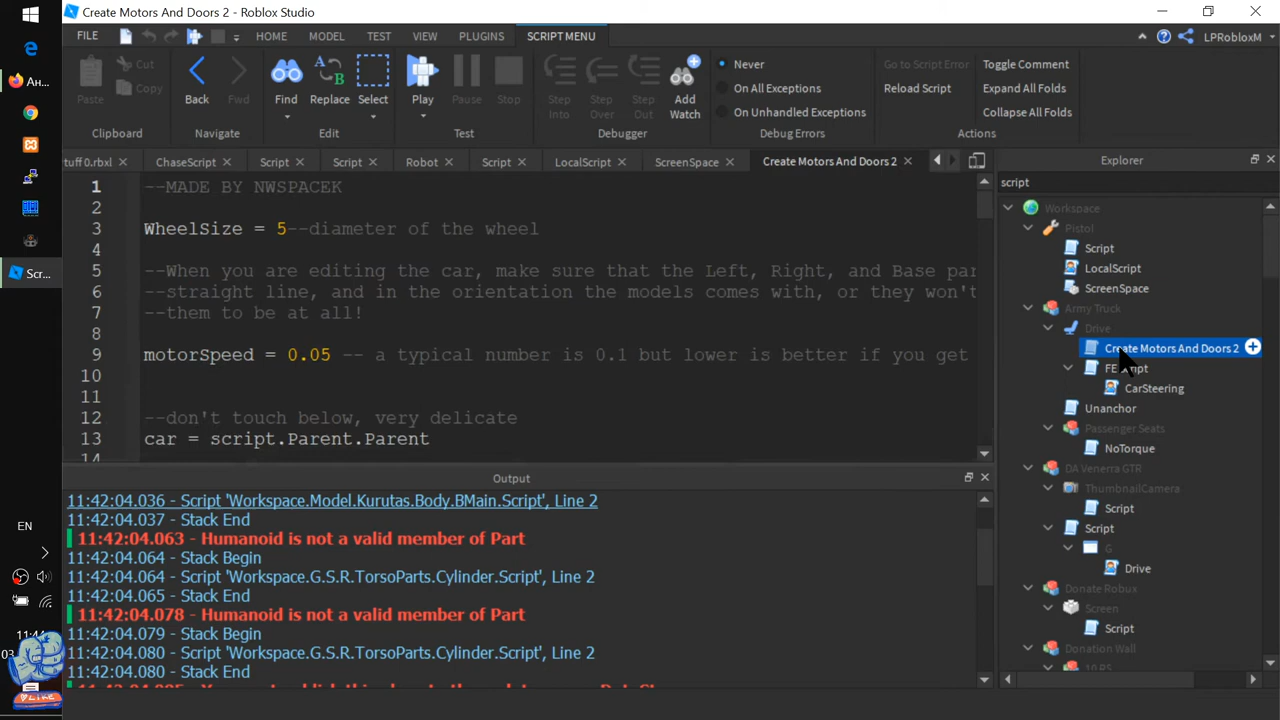 Create Motors And Doors 2 - Roblox Studio
FILE
HOME
MODEL
TEST
VIEW
PLUGINS
SCRIPT MENU
LPRobloxM
Paste
Cut
Copy
Clipboard
Back
Fwd
Navigate
Find
Replace
Select
Edit
Play
Pause
Stop
Test
Step Into
Step Over
Step Out
Add Watch
Debugger
Never
On All Exceptions
On Unhandled Exceptions
Debug Errors
Go to Script Error
Reload Script
Toggle Comment
Expand All Folds
Collapse All Folds
Actions
tuff 0.rbxl
ChaseScript
Script
Script
Robot
Script
LocalScript
ScreenSpace
Create Motors And Doors 2
1 --MADE BY NWSPACEK
2
3 WheelSize = 5--diameter of the wheel
4
5 --When you are editing the car, make sure that the Left, Right, and Base par
6 --straight line, and in the orientation the models comes with, or they won't
7 --them to be at all!
8
9 motorSpeed = 0.05 -- a typical number is 0.1 but lower is better if you get
10
11
12 --don't touch below, very delicate
13 car = script.Parent.Parent
14
Output
11:42:04.036 - Script 'Workspace.Model.Kurutas.Body.BMain.Script', Line 2
11:42:04.037 - Stack End
11:42:04.063 - Humanoid is not a valid member of Part
11:42:04.064 - Stack Begin
11:42:04.064 - Script 'Workspace.G.S.R.TorsoParts.Cylinder.Script', Line 2
11:42:04.065 - Stack End
11:42:04.078 - Humanoid is not a valid member of Part
11:42:04.079 - Stack Begin
11:42:04.080 - Script 'Workspace.G.S.R.TorsoParts.Cylinder.Script', Line 2
11:42:04.080 - Stack End
Explorer
script
Workspace
Pistol
Script
LocalScript
ScreenSpace
Army Truck
Drive
Create Motors And Doors 2
CarSteering
Unanchor
Passenger Seats
NoTorque
DA Venerra GTR
ThumbnailCamera
Script
Script
G
Drive
Donate Robux
Screen
Script
Donation Wall
Ан...
Scr...
EN
LIKE